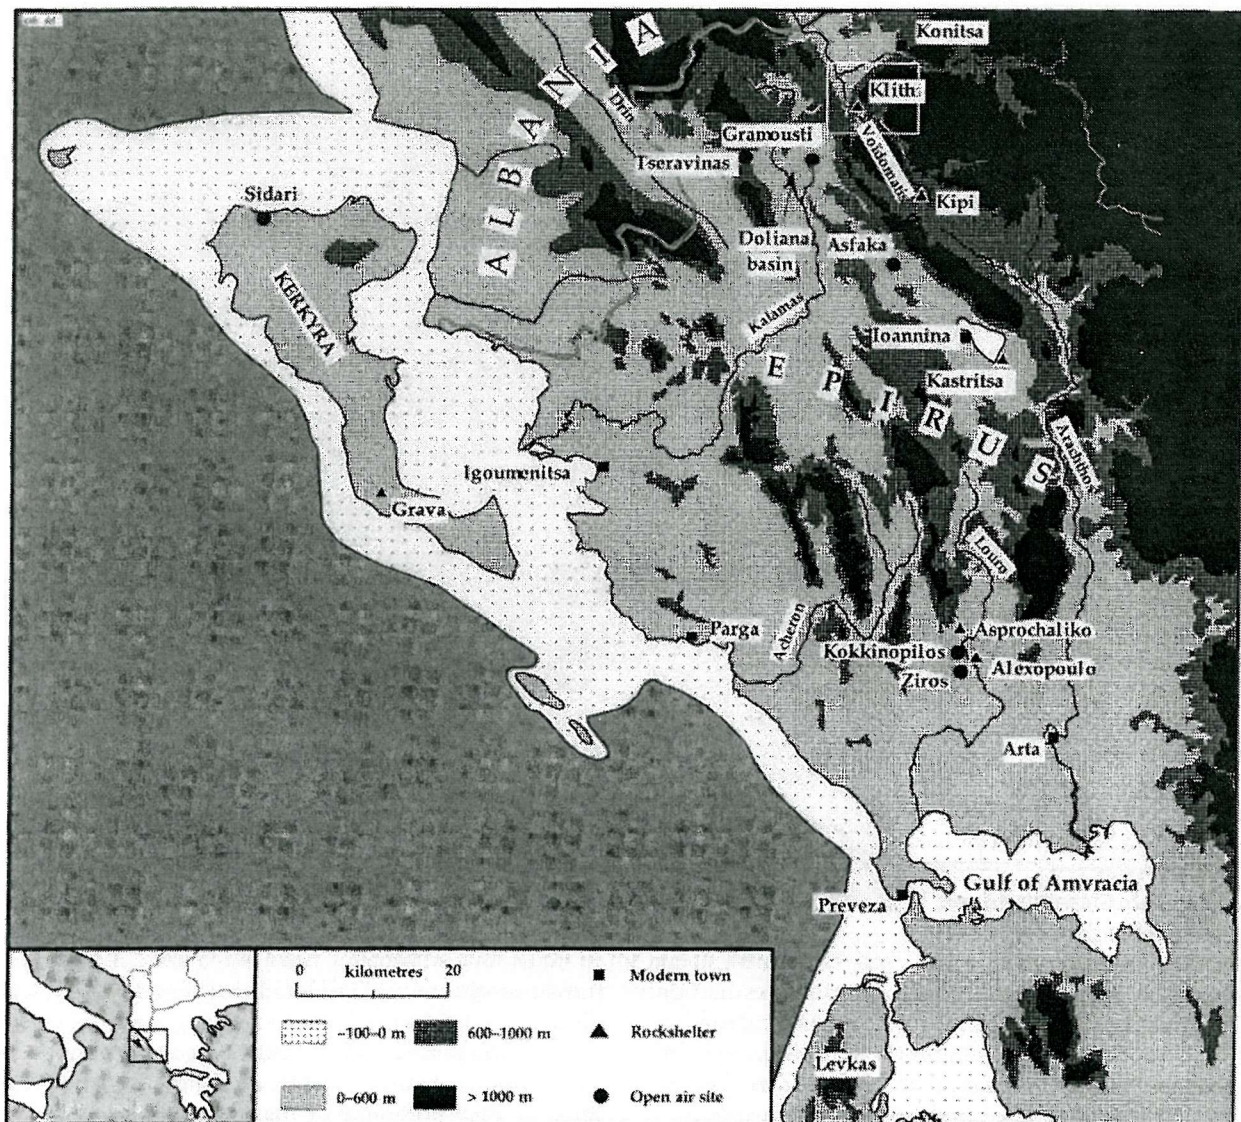 Konitsa
ALBANIA
Drin
Klithi
Gramousti
Tseravinas
Voidomatis
Kipi
Sidari
Doliana
basin
Asfaka
KERKYRA
Kalamas
Ioannina
Kastritsa
EPIRUS
Arachthos
Igoumenitsa
Grava
Louros
Acheron
Parga
Asprochaliko
Kokkinopilos
Alexopoulo
Ziros
Arta
Gulf of Amvracia
Preveza
Levkas
0 kilometres 20
Modern town
-100-0 m
600-1000 m
Rockshelter
0-600 m
> 1000 m
Open air site